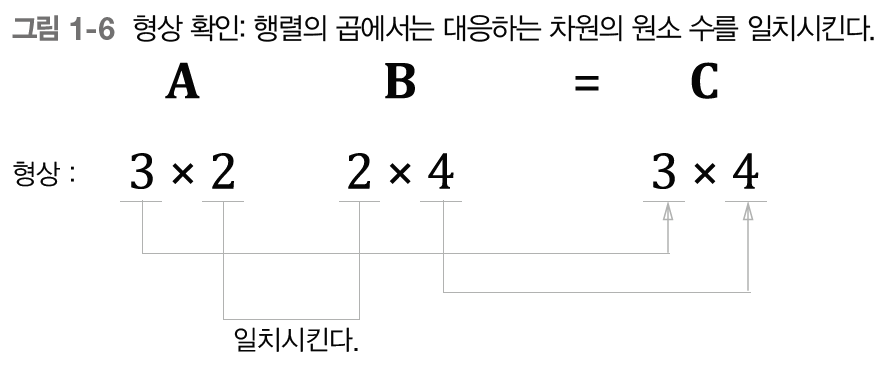 그림 1-6 형상 확인: 행렬의 곱에서는 대응하는 차원의 원소 수를 일치시킨다.
A B = C
형상 : 3 × 2 2 × 4 3 × 4
일치시킨다.